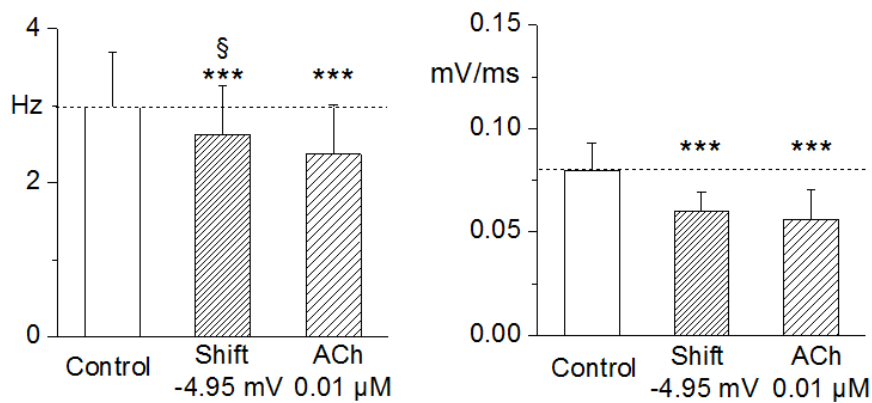 4
§
*** ***
Hz
2
0
Control Shift ACh
-4.95 mV 0.01 µM
0.15
mV/ms
0.10
*** ***
0.05
0.00
Control Shift ACh
-4.95 mV 0.01 µM